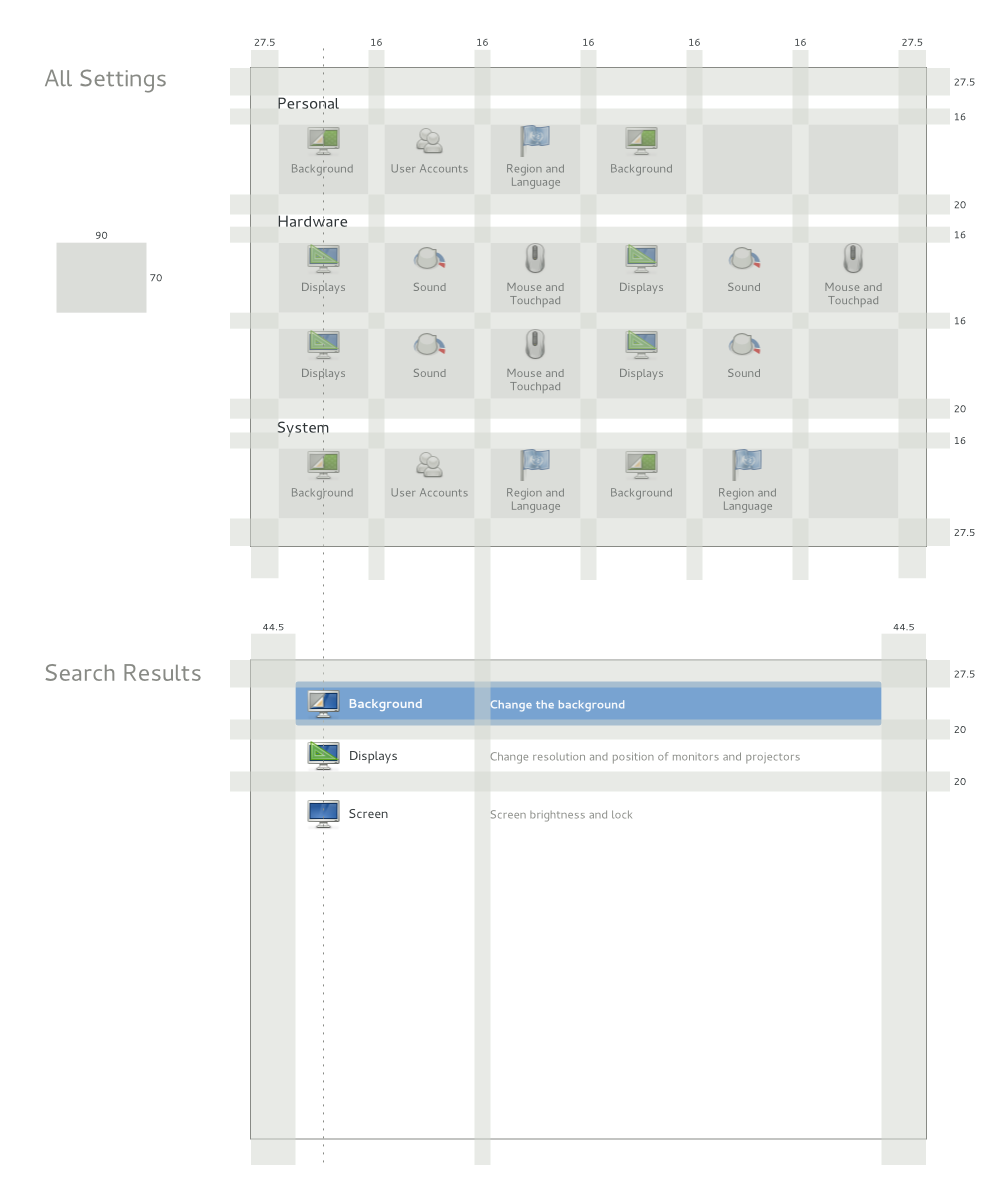 27.5 16 16 16 16 16 27.5
All Settings
27.5
Personal
16
Background User Accounts Region and Language Background
20
Hardware
16
90
70
Displays Sound Mouse and Touchpad Displays Sound Mouse and Touchpad
16
Displays Sound Mouse and Touchpad Displays Sound
20
System
16
Background User Accounts Region and Language Background Region and Language
27.5
44.5 44.5
Search Results
27.5
Background Change the background
20
Displays Change resolution and position of monitors and projectors
20
Screen Screen brightness and lock